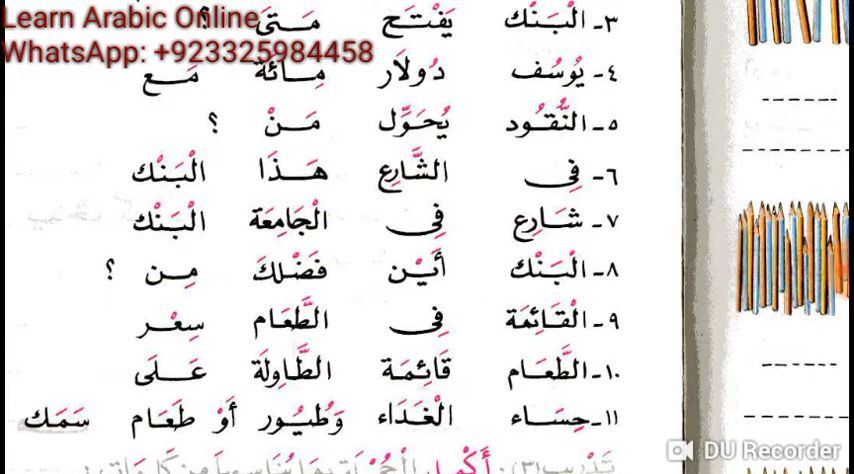 Learn Arabic Online
WhatsApp: +923325984458
٣- الْبَنْك يَفْتَح مَتَى ؟
٤- يُوسُف دُولَار مِائَة مَع
٥- النُّقُود يُحَوِّل مَنْ ؟
٦- فِى الشَّارِع هَذَا الْبَنْك
٧- شَارِع فِى الْجَامِعَة الْبَنْك
٨- الْبَنْك أَيْن فَضْلِكَ مِن ؟
٩- الْقَائِمَة فِى الطَّعَام سِعْر
١٠- الطَّعَام قَائِمَة الطَّاوِلَة عَلَى
١١- حِسَاء الْغَدَاء وَطُيُور أَوْ طَعَام سَمَك
تَدْرِيب (٣) : أَكْمِل
DU Recorder